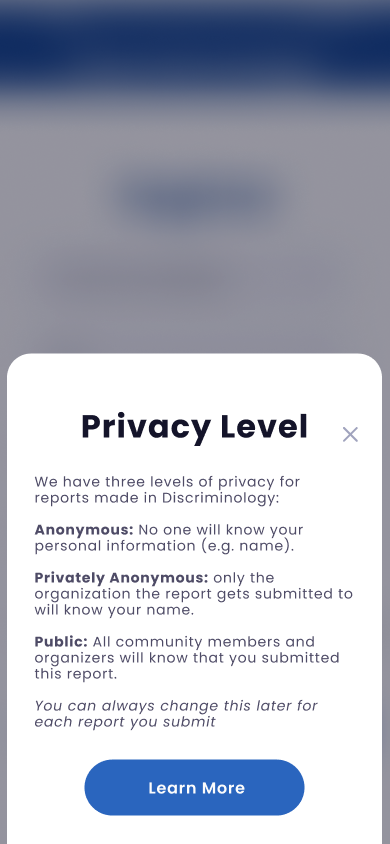 Privacy Level
We have three levels of privacy for
reports made in Discriminology:
Anonymous: No one will know your
personal information (e.g. name).
Privately Anonymous: only the
organization the report gets submitted to
will know your name.
Public: All community members and
organizers will know that you submitted
this report.
You can always change this later for
each report you submit
Learn More